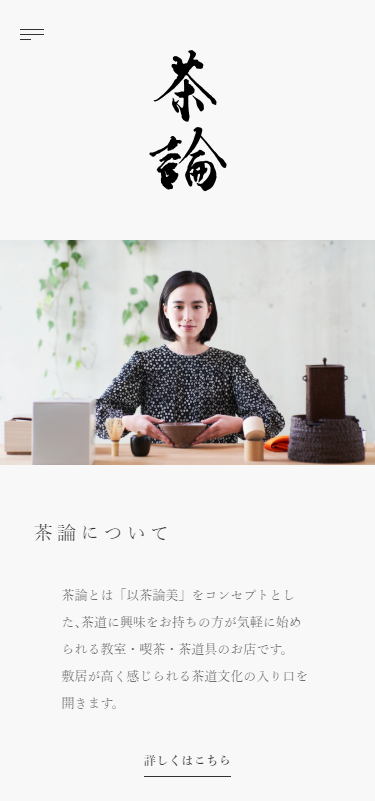 茶論
茶論について
茶論とは「以茶論美」をコンセプトとし
た、茶道に興味をお持ちの方が気軽に始め
られる教室・喫茶・茶道具のお店です。
敷居が高く感じられる茶道文化の入り口を
開きます。
詳しくはこちら